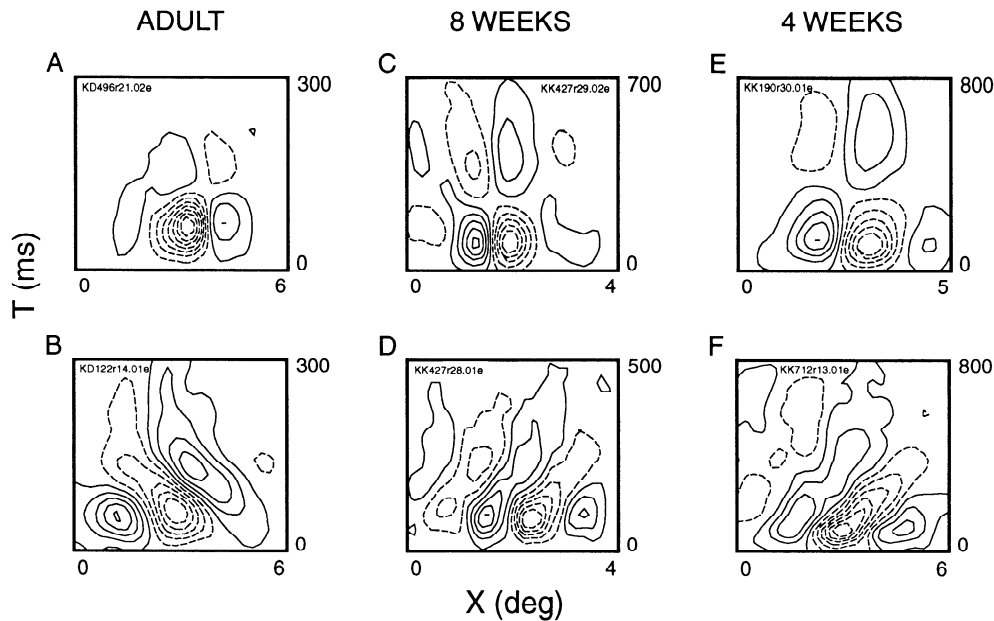 ADULT 8 WEEKS 4 WEEKS
A C E
KD496r21.02e 300 KK427r29.02e 700 KK190r30.01e 800
0 0 0
0 6 0 4 0 5
T (ms)
B D F
KD122r14.01e 300 KK427r28.01e 500 KK712r13.01e 800
0 0 0
0 6 0 4 0 6
X (deg)